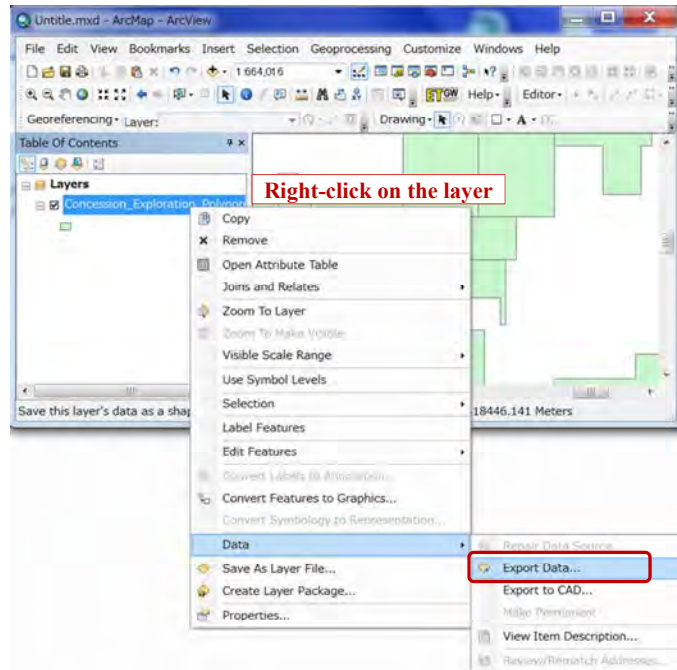 Untitle.mxd - ArcMap - ArcView
File Edit View Bookmarks Insert Selection Geoprocessing Customize Windows Help
1:664,016
Help Editor
Georeferencing Layer: Drawing A
Table Of Contents
Layers
Right-click on the layer
Concession_Exploration_Polygon
Copy
Remove
Open Attribute Table
Joins and Relates
Zoom To Layer
Zoom To Make Visible
Visible Scale Range
Use Symbol Levels
Save this layer's data as a shap
18446.141 Meters
Selection
Label Features
Edit Features
Convert Labels to Annotation...
Convert Features to Graphics...
Convert Symbology to Representation...
Data
Repair Data Source
Save As Layer File...
Export Data...
Create Layer Package...
Export to CAD...
Properties...
Make Permanent
View Item Description...
Review/Rematch Addresses...